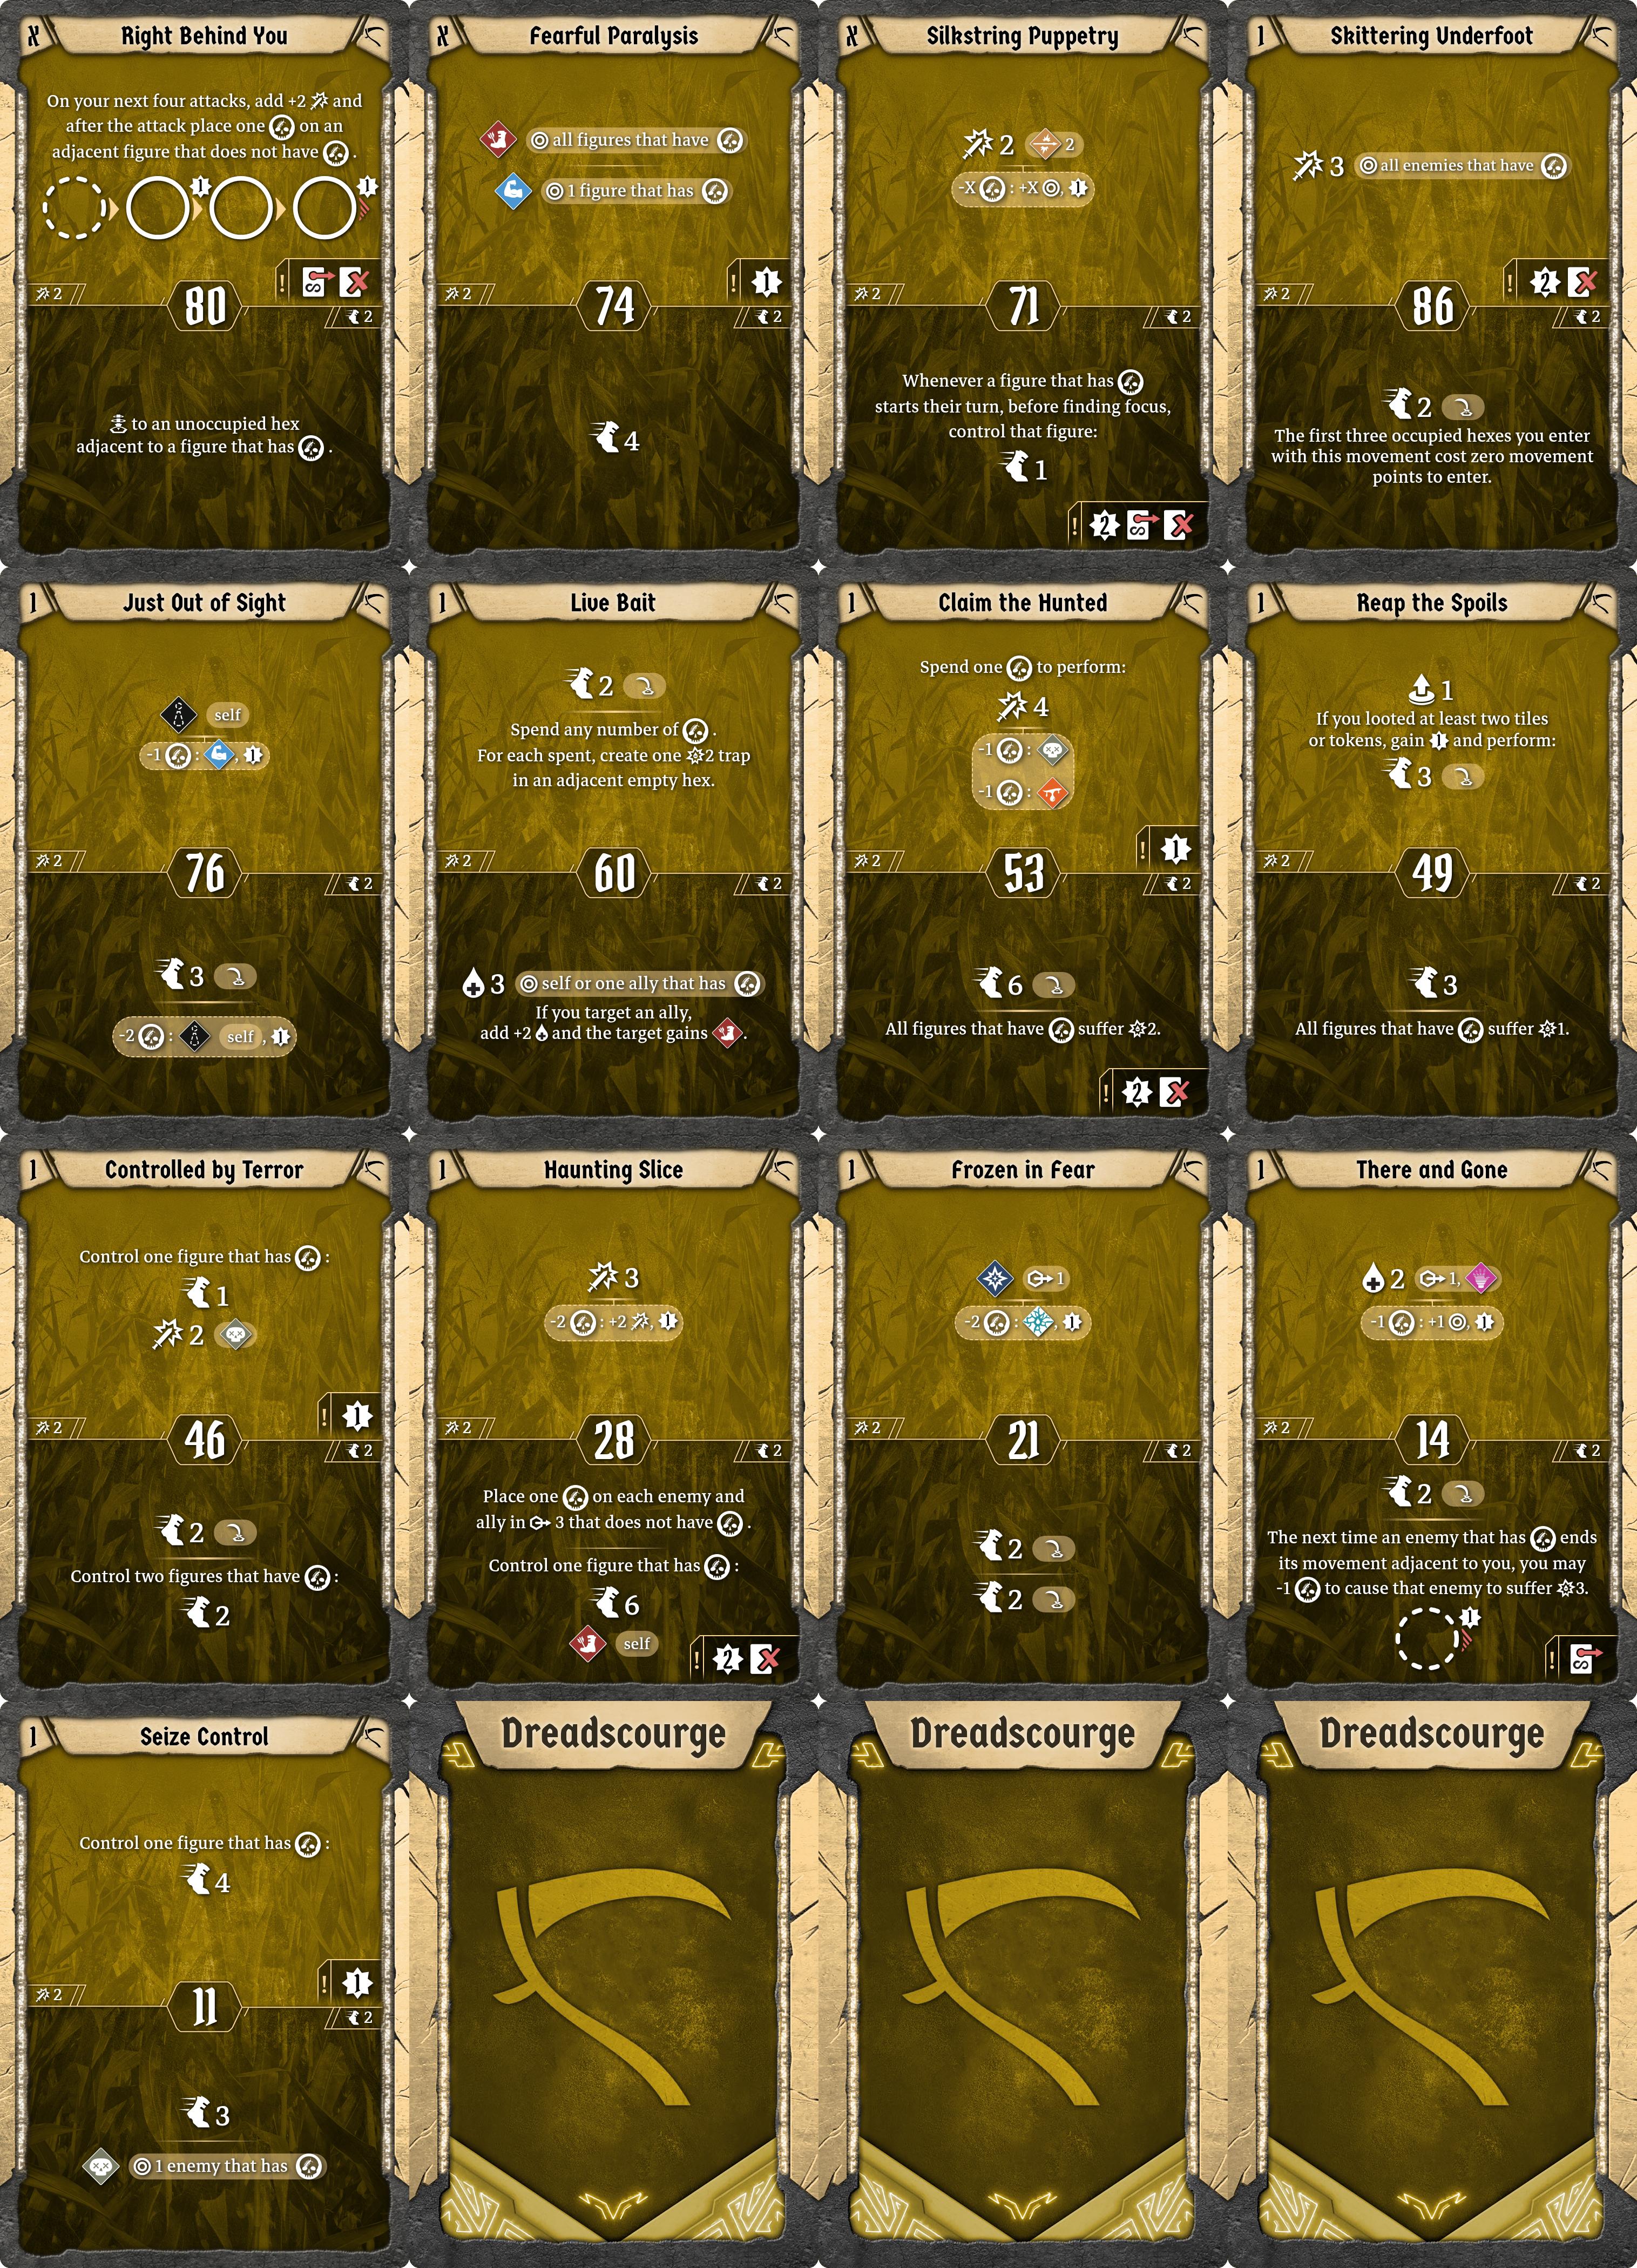 X
Right Behind You
On your next four attacks, add +2 and
after the attack place one on an
adjacent figure that does not have .
1 1
S
2
80
2
to an unoccupied hex
adjacent to a figure that has .
X
Fearful Paralysis
all figures that have
1 figure that has
1
2
74
2
4
X
Silkstring Puppetry
2 2
-X : +X , 1
2
71
2
Whenever a figure that has
starts their turn, before finding focus,
control that figure:
1
! 2 S
1
Skittering Underfoot
3 all enemies that have
! 2
2
86
2
2
The first three occupied hexes you enter
with this movement cost zero movement
points to enter.
1
Just Out of Sight
self
-1 : , 1
2
76
2
3
-2 : self , 1
1
Live Bait
2
Spend any number of .
For each spent, create one 2 trap
in an adjacent empty hex.
2
60
2
3 self or one ally that has
If you target an ally,
add +2 and the target gains .
1
Claim the Hunted
Spend one to perform:
4
-1 :
-1 :
! 1
2
53
2
6
All figures that have suffer 2.
! 2
1
Reap the Spoils
1
If you looted at least two tiles
or tokens, gain 1 and perform:
3
2
49
2
3
All figures that have suffer 1.
1
Controlled by Terror
Control one figure that has :
1
2
! 1
2
46
2
2
Control two figures that have :
2
1
Haunting Slice
3
-2 : +2 , 1
2
28
2
Place one on each enemy and
ally in 3 that does not have .
Control one figure that has :
6
self
! 2
1
Frozen in Fear
1
-2 : , 1
2
21
2
2
2
1
There and Gone
2 1,
-1 : +1 , 1
2
14
2
2
The next time an enemy that has ends
its movement adjacent to you, you may
-1 to cause that enemy to suffer 3.
1
! S
1
Seize Control
Control one figure that has :
4
! 1
2
11
2
3
1 enemy that has
Dreadscourge
Dreadscourge
Dreadscourge